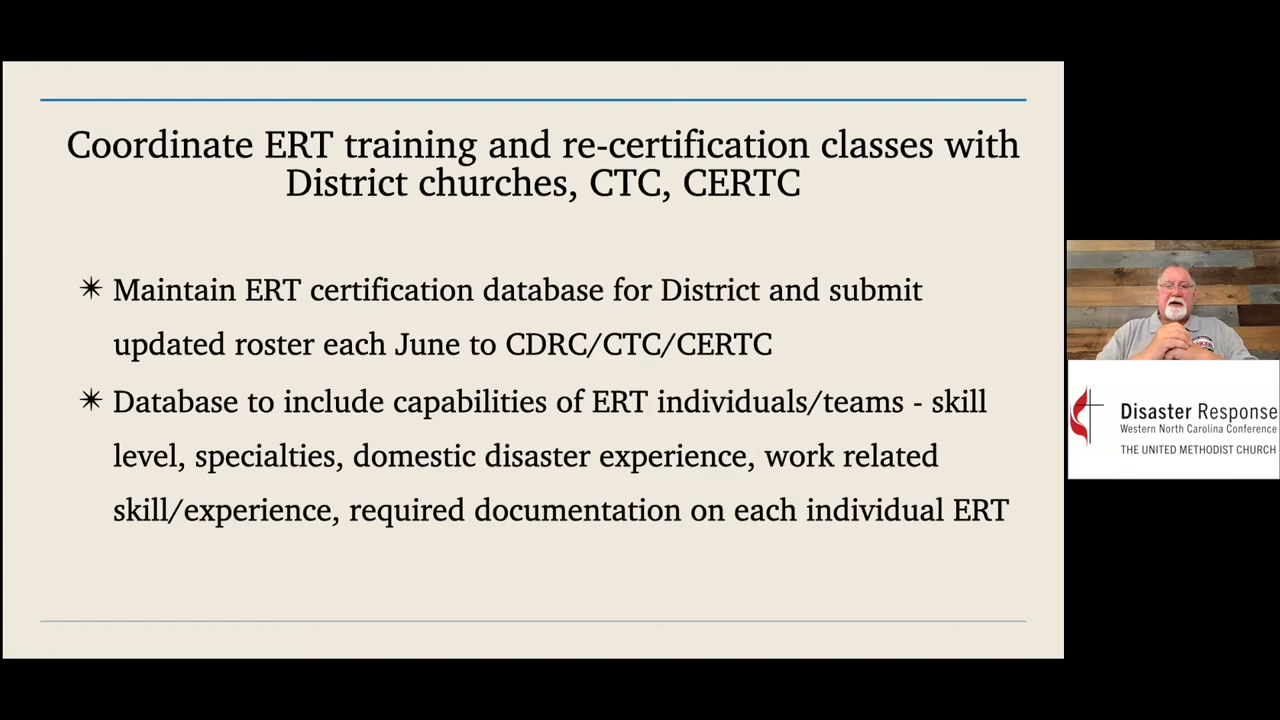 Coordinate ERT training and re-certification classes with
District churches, CTC, CERTC
✴ Maintain ERT certification database for District and submit
updated roster each June to CDRC/CTC/CERTC
✴ Database to include capabilities of ERT individuals/teams - skill
level, specialties, domestic disaster experience, work related
skill/experience, required documentation on each individual ERT
Disaster Response
Western North Carolina Conference
THE UNITED METHODIST CHURCH